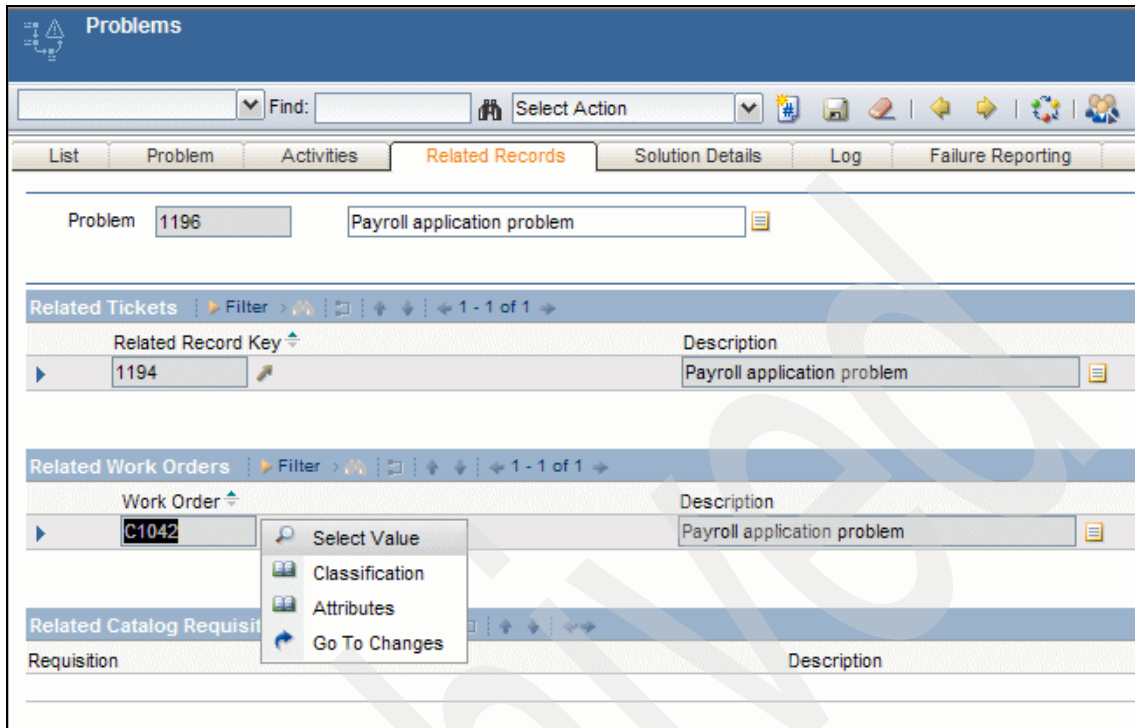 Problems
Find: Select Action
List Problem Activities Related Records Solution Details Log Failure Reporting
Problem 1196 Payroll application problem
Related Tickets Filter 1 - 1 of 1
Related Record Key Description
1194 Payroll application problem
Related Work Orders Filter 1 - 1 of 1
Work Order Description
C1042 Payroll application problem
Select Value
Classification
Attributes
Related Catalog Requisit
Go To Changes
Requisition Description